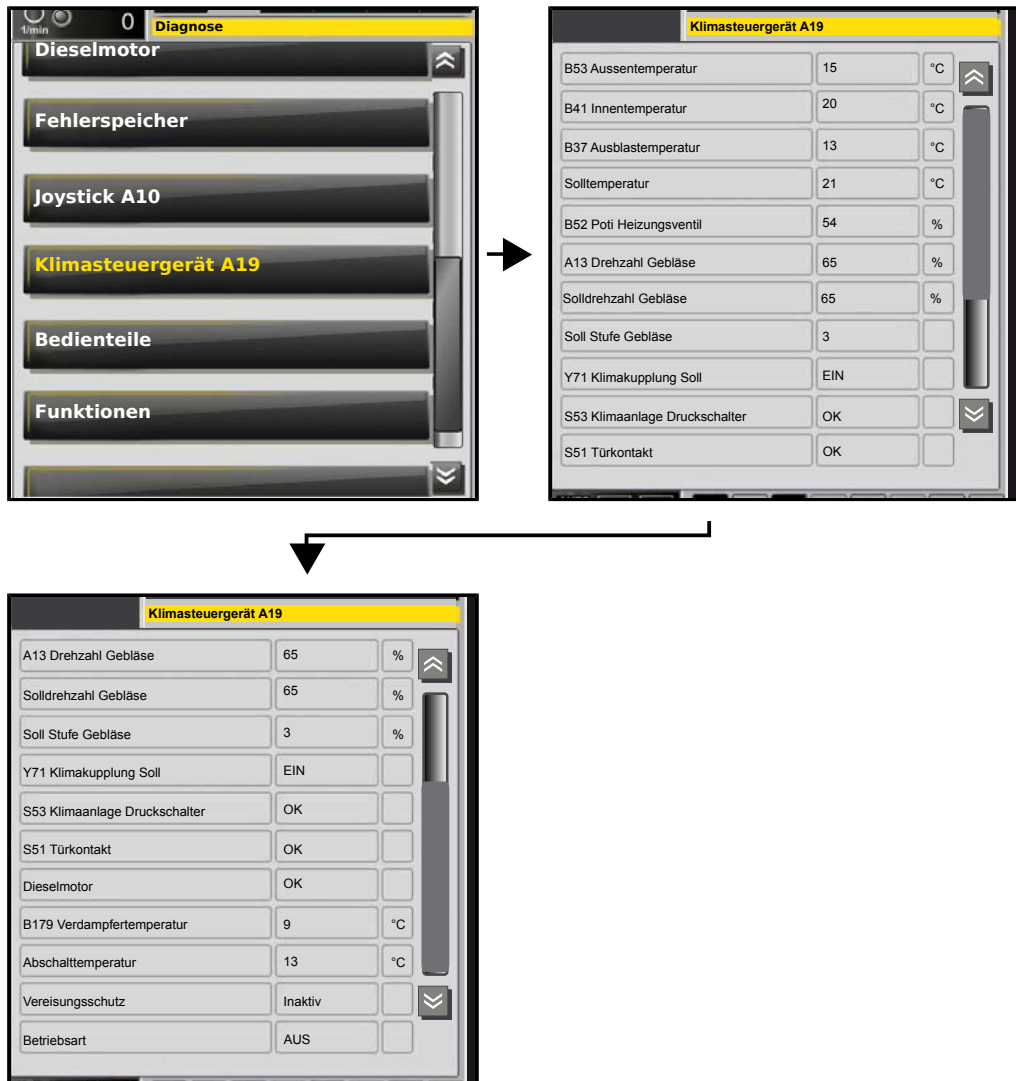 1/min 0 Diagnose
Dieselmotor
Fehlerspeicher
Joystick A10
Klimasteuergerät A19
Bedienteile
Funktionen
Klimasteuergerät A19
B53 Aussentemperatur 15 °C
B41 Innentemperatur 20 °C
B37 Ausblastemperatur 13 °C
Solltemperatur 21 °C
B52 Poti Heizungsventil 54 %
A13 Drehzahl Gebläse 65 %
Solldrehzahl Gebläse 65 %
Soll Stufe Gebläse 3
Y71 Klimakupplung Soll EIN
S53 Klimaanlage Druckschalter OK
S51 Türkontakt OK
Klimasteuergerät A19
A13 Drehzahl Gebläse 65 %
Solldrehzahl Gebläse 65 %
Soll Stufe Gebläse 3 %
Y71 Klimakupplung Soll EIN
S53 Klimaanlage Druckschalter OK
S51 Türkontakt OK
Dieselmotor OK
B179 Verdampfertemperatur 9 °C
Abschalttemperatur 13 °C
Vereisungsschutz Inaktiv
Betriebsart AUS